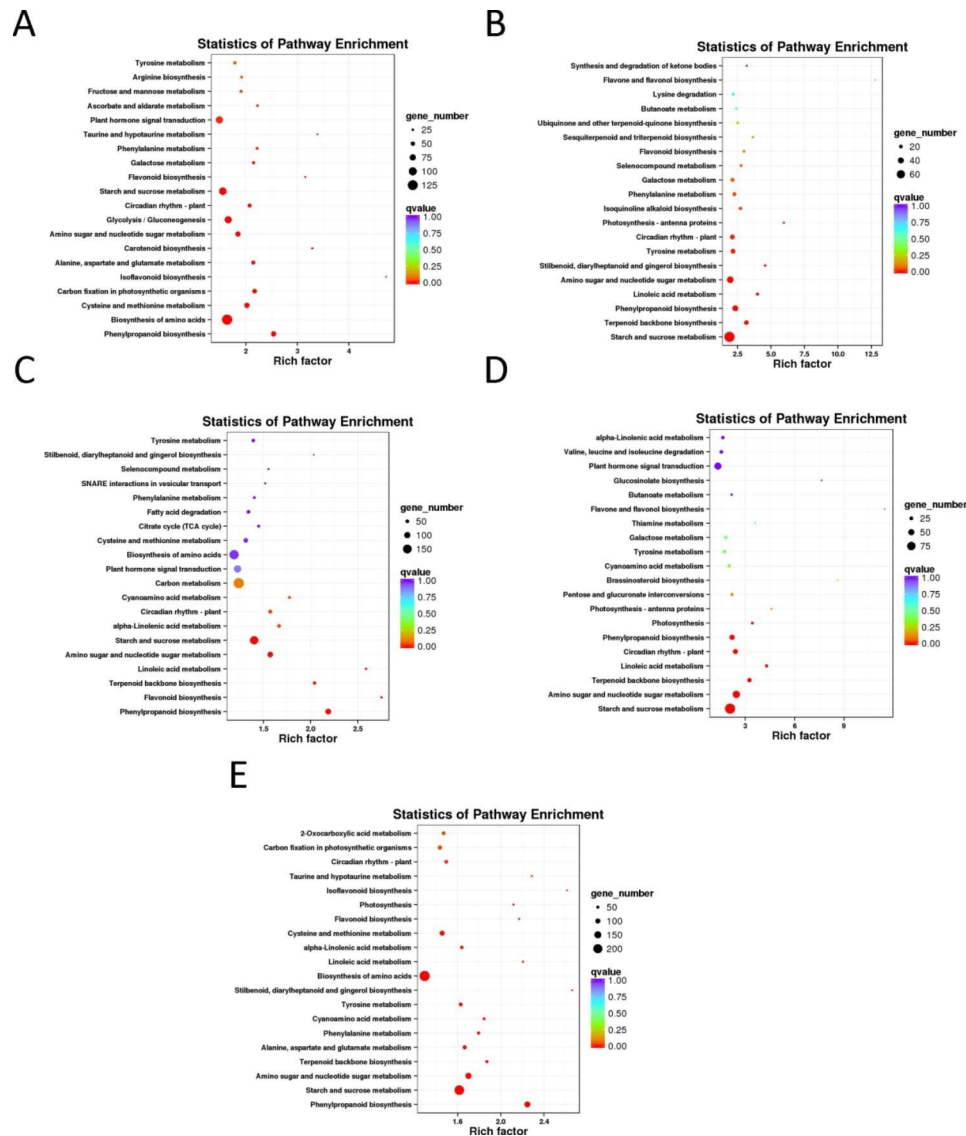 A
Statistics of Pathway Enrichment
Tyrosine metabolism
Arginine biosynthesis
Fructose and mannose metabolism
Ascorbate and aldarate metabolism
Plant hormone signal transduction
Taurine and hypotaurine metabolism
Phenylalanine metabolism
Galactose metabolism
Flavonoid biosynthesis
Starch and sucrose metabolism
Circadian rhythm - plant
Glycolysis / Gluconeogenesis
Amino sugar and nucleotide sugar metabolism
Carotenoid biosynthesis
Alanine, aspartate and glutamate metabolism
Isoflavonoid biosynthesis
Carbon fixation in photosynthetic organisms
Cysteine and methionine metabolism
Biosynthesis of amino acids
Phenylpropanoid biosynthesis
2 3 4
Rich factor
gene_number
25
50
75
100
125
qvalue
1.00
0.75
0.50
0.25
0.00
B
Statistics of Pathway Enrichment
Synthesis and degradation of ketone bodies
Flavone and flavonol biosynthesis
Lysine degradation
Butanoate metabolism
Ubiquinone and other terpenoid-quinone biosynthesis
Sesquiterpenoid and triterpenoid biosynthesis
Flavonoid biosynthesis
Selenocompound metabolism
Galactose metabolism
Phenylalanine metabolism
Isoquinoline alkaloid biosynthesis
Photosynthesis - antenna proteins
Circadian rhythm - plant
Tyrosine metabolism
Stilbenoid, diarylheptanoid and gingerol biosynthesis
Amino sugar and nucleotide sugar metabolism
Linoleic acid metabolism
Phenylpropanoid biosynthesis
Terpenoid backbone biosynthesis
Starch and sucrose metabolism
2.5 5.0 7.5 10.0 12.5
Rich factor
gene_number
20
40
60
qvalue
1.00
0.75
0.50
0.25
0.00
C
Statistics of Pathway Enrichment
Tyrosine metabolism
Stilbenoid, diarylheptanoid and gingerol biosynthesis
Selenocompound metabolism
SNARE interactions in vesicular transport
Phenylalanine metabolism
Fatty acid degradation
Citrate cycle (TCA cycle)
Cysteine and methionine metabolism
Biosynthesis of amino acids
Plant hormone signal transduction
Carbon metabolism
Cyanoamino acid metabolism
Circadian rhythm - plant
alpha-Linolenic acid metabolism
Starch and sucrose metabolism
Amino sugar and nucleotide sugar metabolism
Linoleic acid metabolism
Terpenoid backbone biosynthesis
Flavonoid biosynthesis
Phenylpropanoid biosynthesis
1.5 2.0 2.5
Rich factor
gene_number
50
100
150
qvalue
1.00
0.75
0.50
0.25
0.00
D
Statistics of Pathway Enrichment
alpha-Linolenic acid metabolism
Valine, leucine and isoleucine degradation
Plant hormone signal transduction
Glucosinolate biosynthesis
Butanoate metabolism
Flavone and flavonol biosynthesis
Thiamine metabolism
Galactose metabolism
Tyrosine metabolism
Cyanoamino acid metabolism
Brassinosteroid biosynthesis
Pentose and glucuronate interconversions
Photosynthesis - antenna proteins
Photosynthesis
Phenylpropanoid biosynthesis
Circadian rhythm - plant
Linoleic acid metabolism
Terpenoid backbone biosynthesis
Amino sugar and nucleotide sugar metabolism
Starch and sucrose metabolism
3 6 9
Rich factor
gene_number
25
50
75
qvalue
1.00
0.75
0.50
0.25
0.00
E
Statistics of Pathway Enrichment
2-Oxocarboxylic acid metabolism
Carbon fixation in photosynthetic organisms
Circadian rhythm - plant
Taurine and hypotaurine metabolism
Isoflavonoid biosynthesis
Photosynthesis
Flavonoid biosynthesis
Cysteine and methionine metabolism
alpha-Linolenic acid metabolism
Linoleic acid metabolism
Biosynthesis of amino acids
Stilbenoid, diarylheptanoid and gingerol biosynthesis
Tyrosine metabolism
Cyanoamino acid metabolism
Phenylalanine metabolism
Alanine, aspartate and glutamate metabolism
Terpenoid backbone biosynthesis
Amino sugar and nucleotide sugar metabolism
Starch and sucrose metabolism
Phenylpropanoid biosynthesis
1.6 2.0 2.4
Rich factor
gene_number
50
100
150
200
qvalue
1.00
0.75
0.50
0.25
0.00